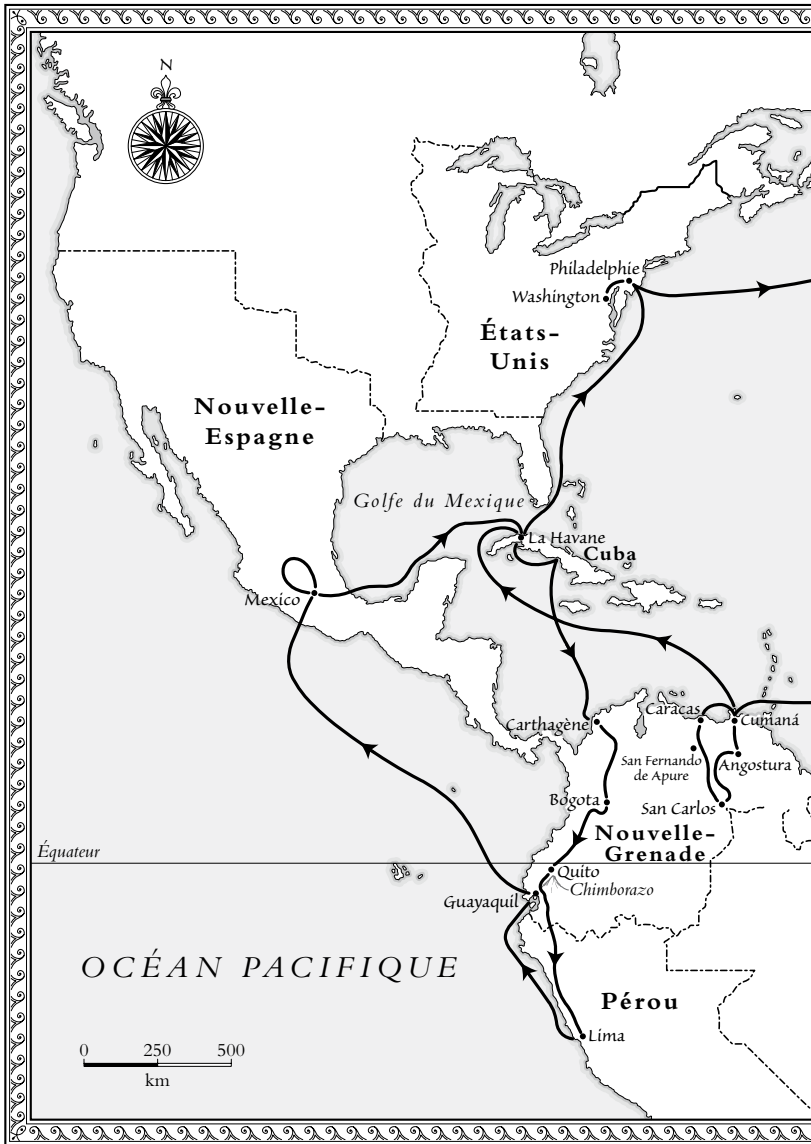 N
Philadelphie
Washington
États-
Unis
Nouvelle-
Espagne
Golfe du Mexique
La Havane
Cuba
Mexico
Caracas
Cumaná
Carthagène
San Fernando
de Apure
Angostura
Bogota
San Carlos
Nouvelle-
Grenade
Équateur
Quito
Chimborazo
Guayaquil
OCÉAN PACIFIQUE
Pérou
Lima
0 250 500
km